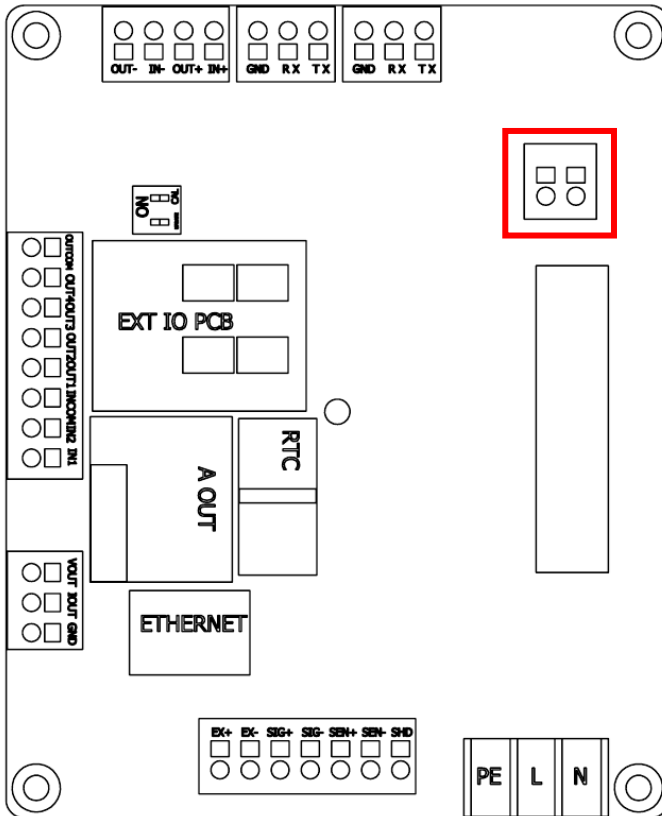 OUT- IN- OUT+ IN+ GND RX TX GND RX TX
ON
CAL
OUTCOM OUT4 OUT3 OUT2 OUT1 INCOM IN2 IN1
EXT IO PCB
RTC
A OUT
VOUT IOUT GND
ETHERNET
EX+ EX- SIG+ SIG- SEN+ SEN- SHD
PE L N